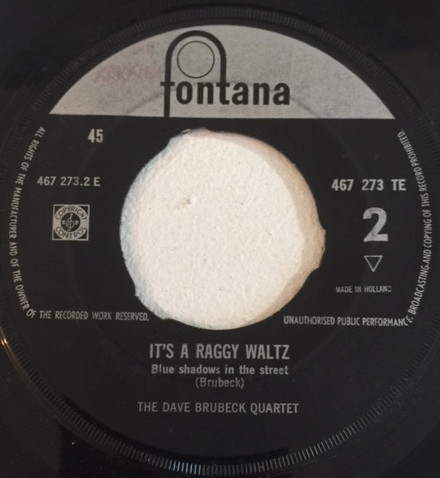 fontana
45
467 273.2 E
467 273 TE
2
MADE IN HOLLAND
ALL RIGHTS OF THE MANUFACTURER AND OF THE OWNER OF THE RECORDED WORK RESERVED.
UNAUTHORISED PUBLIC PERFORMANCE, BROADCASTING AND COPYING OF THIS RECORD PROHIBITED.
IT'S A RAGGY WALTZ
Blue shadows in the street
(Brubeck)
THE DAVE BRUBECK QUARTET